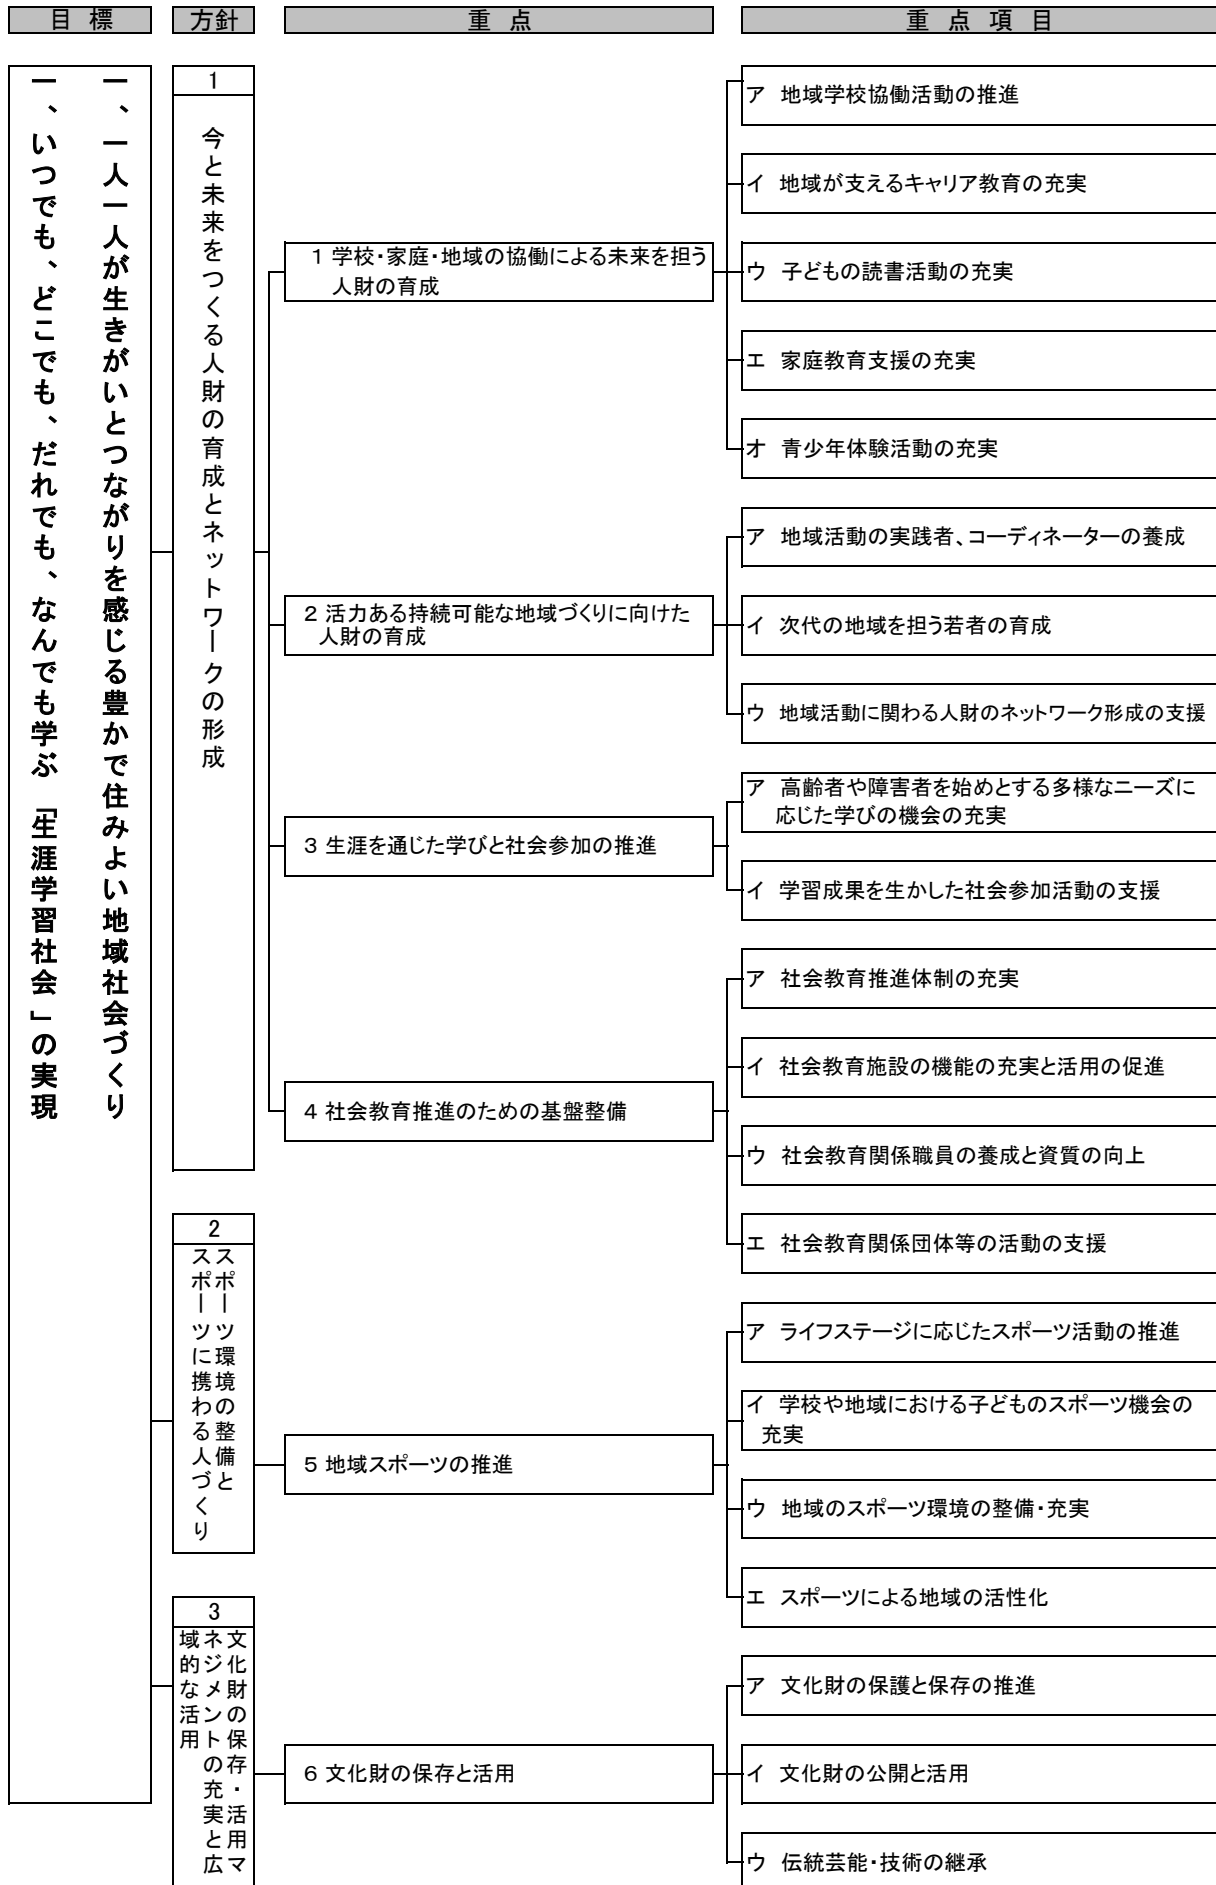 目 標
方針
重 点
重 点 項 目
一、一人一人が生きがいとつながりを感じる豊かで住みよい地域社会づくり
一、いつでも、どこでも、だれでも、なんでも学ぶ「生涯学習社会」の実現
1
今と未来をつくる人財の育成とネットワークの形成
1 学校・家庭・地域の協働による未来を担う
人財の育成
ア 地域学校協働活動の推進
イ 地域が支えるキャリア教育の充実
ウ 子どもの読書活動の充実
エ 家庭教育支援の充実
オ 青少年体験活動の充実
2 活力ある持続可能な地域づくりに向けた
人財の育成
ア 地域活動の実践者、コーディネーターの養成
イ 次代の地域を担う若者の育成
ウ 地域活動に関わる人財のネットワーク形成の支援
3 生涯を通じた学びと社会参加の推進
ア 高齢者や障害者を始めとする多様なニーズに
応じた学びの機会の充実
イ 学習成果を生かした社会参加活動の支援
4 社会教育推進のための基盤整備
ア 社会教育推進体制の充実
イ 社会教育施設の機能の充実と活用の促進
ウ 社会教育関係職員の養成と資質の向上
エ 社会教育関係団体等の活動の支援
2
スポーツ環境の整備と
スポーツに携わる人づくり
5 地域スポーツの推進
ア ライフステージに応じたスポーツ活動の推進
イ 学校や地域における子どものスポーツ機会の
充実
ウ 地域のスポーツ環境の整備・充実
エ スポーツによる地域の活性化
3
文化財の保存・活用マ
ネジメントの充実と広
域的な活用
6 文化財の保存と活用
ア 文化財の保護と保存の推進
イ 文化財の公開と活用
ウ 伝統芸能・技術の継承